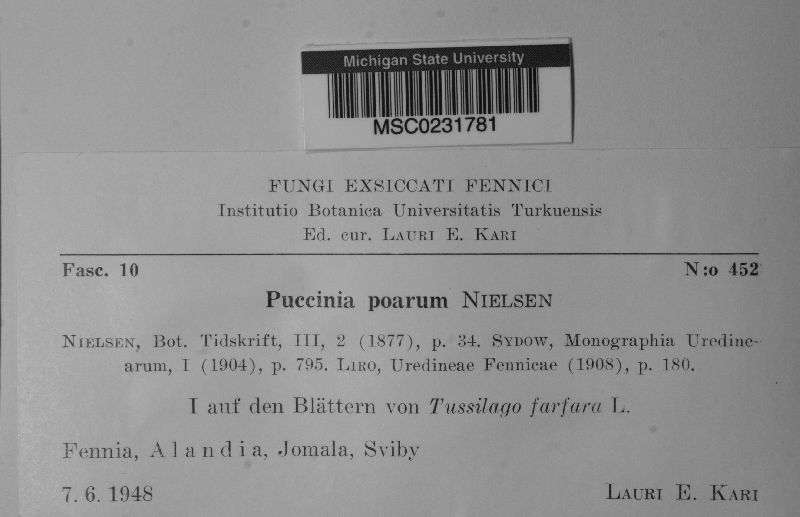 Michigan State University
MSC0231781
FUNGI EXSICCATI FENNICI
Institutio Botanica Universitatis Turkuensis
Ed. cur. LAURI E. KARI
Fasc. 10 N:o 452
Puccinia poarum NIELSEN
NIELSEN, Bot. Tidskrift, III, 2 (1877), p. 34. SYDOW, Monographia Uredine-
arum, I (1904), p. 795. LIRO, Uredineae Fennicae (1908), p. 180.
I auf den Blättern von Tussilago farfara L.
Fennia, Alandia, Jomala, Sviby
7. 6. 1948 LAURI E. KARI